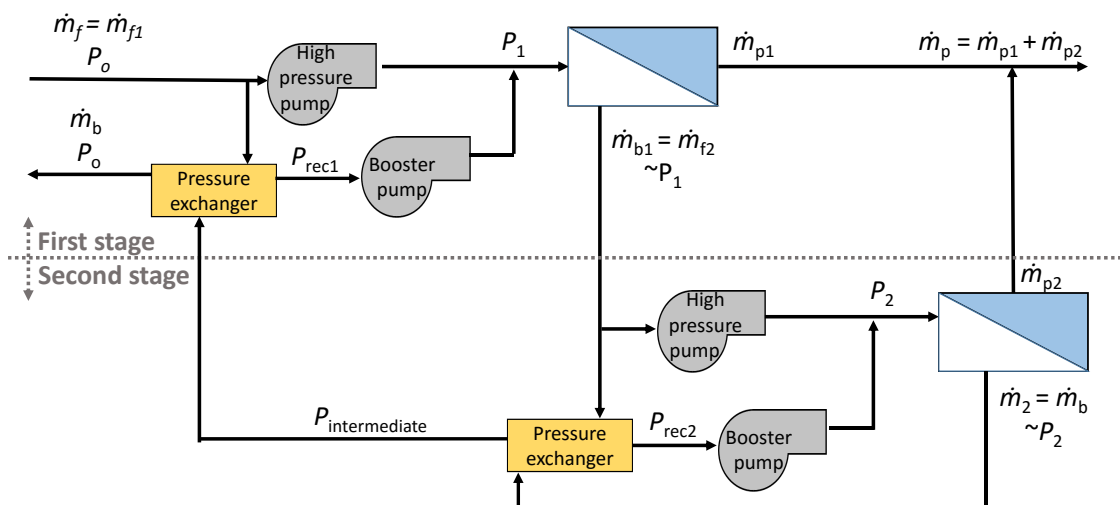 ṁf = ṁf1
Po
High
pressure
pump
P1
ṁp1
ṁp = ṁp1 + ṁp2
ṁb
Po
Pressure
exchanger
Prec1
Booster
pump
ṁb1 = ṁf2
~P1
First stage
Second stage
High
pressure
pump
P2
ṁp2
Pintermediate
Pressure
exchanger
Prec2
Booster
pump
ṁ2 = ṁb
~P2